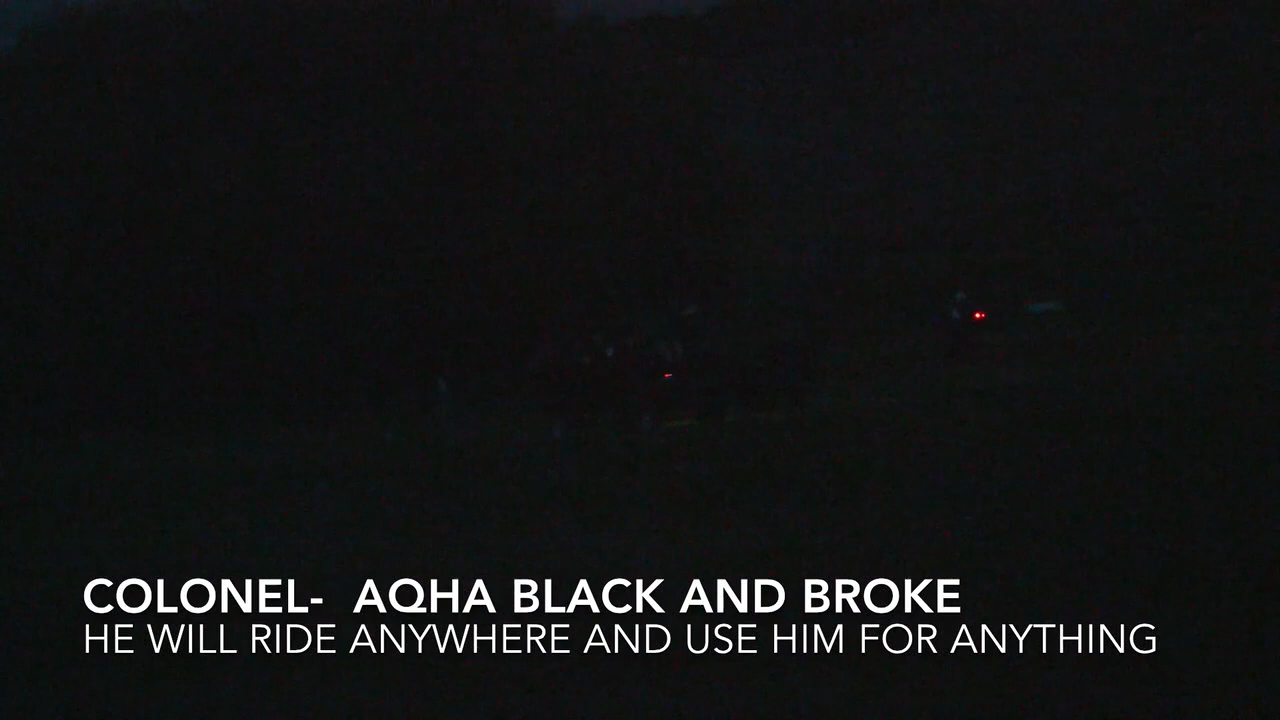 COLONEL-  AQHA BLACK AND BROKE
HE WILL RIDE ANYWHERE AND USE HIM FOR ANYTHING